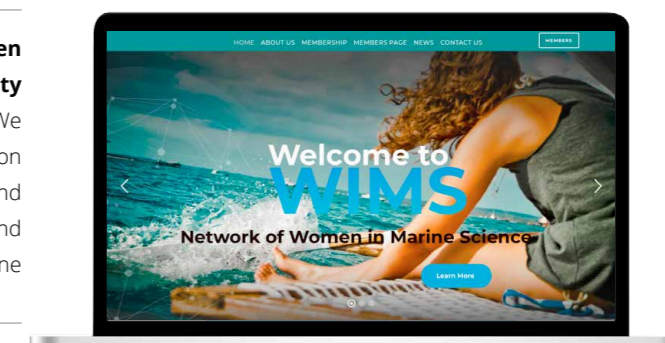 en
ty
We
on
nd
nd
ne
HOME ABOUT US MEMBERSHIP MEMBERS PAGE NEWS CONTACT US
MEMBERS
Welcome to
WIMS
Network of Women in Marine Science
Learn More